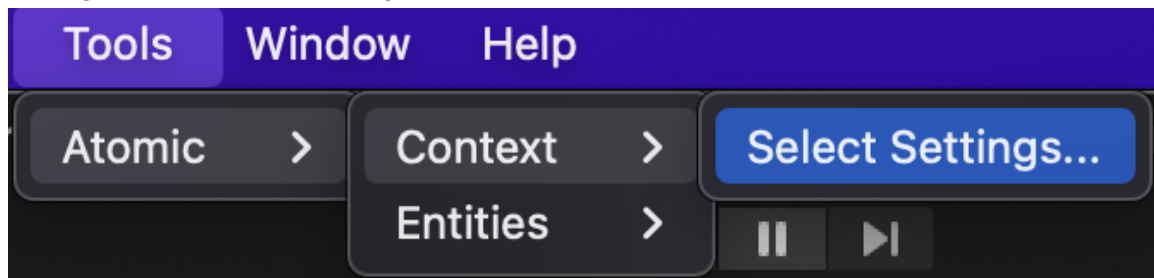 Tools Window Help
Atomic > Context > Select Settings...
Entities >